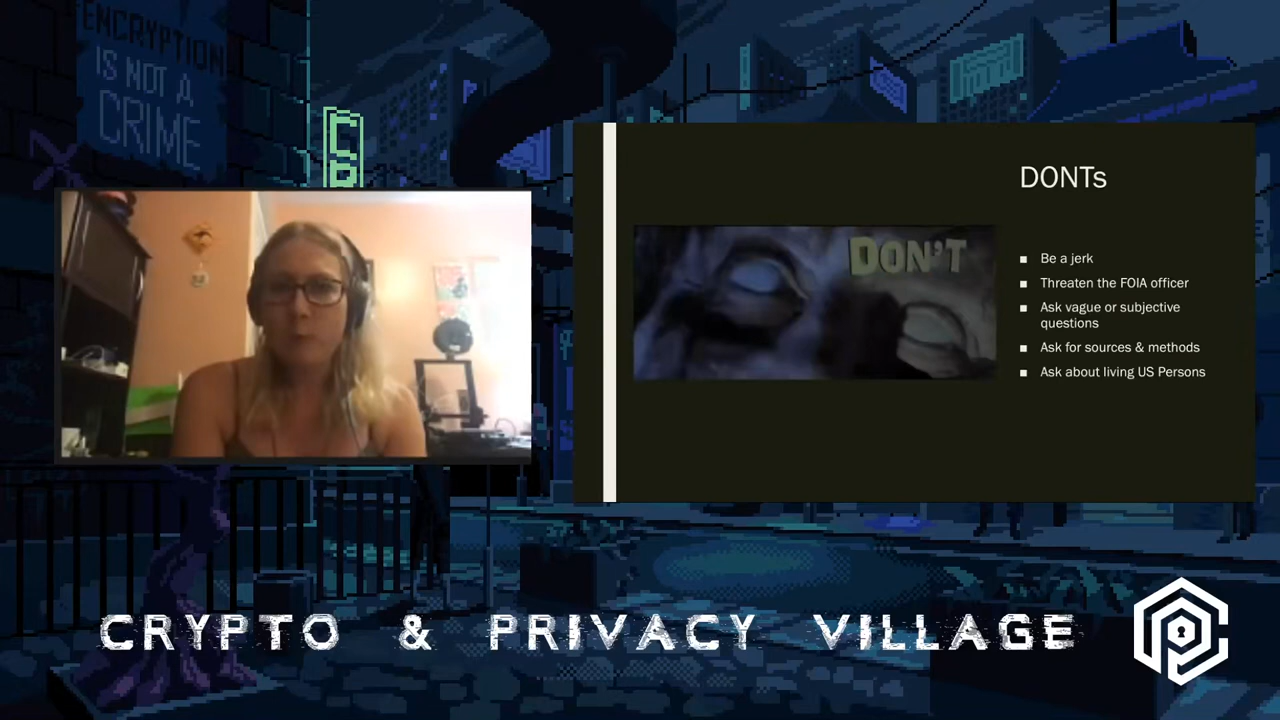 ENCRYPTION
IS NOT A
CRIME
DONTs
DON'T
Be a jerk
Threaten the FOIA officer
Ask vague or subjective
questions
Ask for sources & methods
Ask about living US Persons
CRYPTO & PRIVACY VILLAGE